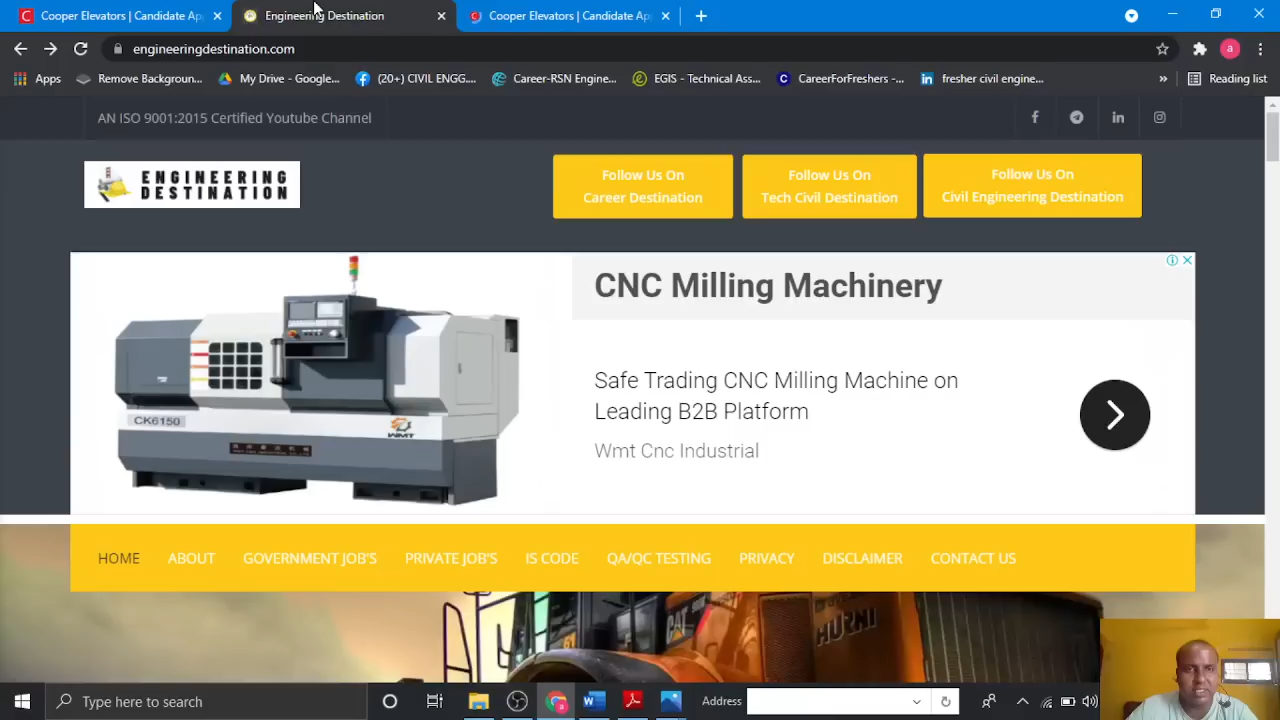 Cooper Elevators | Candidate App
Engineering Destination
Cooper Elevators | Candidate Ap
engineeringdestination.com
a
Apps
Remove Backgroun...
My Drive - Google...
(20+) CIVIL ENGG...
Career-RSN Engine...
EGIS - Technical Ass...
CareerForFreshers -...
fresher civil engine...
»
Reading list
AN ISO 9001:2015 Certified Youtube Channel
ENGINEERING
DESTINATION
Follow Us On
Career Destination
Follow Us On
Tech Civil Destination
Follow Us On
Civil Engineering Destination
CNC Milling Machinery
Safe Trading CNC Milling Machine on
Leading B2B Platform
Wmt Cnc Industrial
CK6150
WMT
HOME
ABOUT
GOVERNMENT JOB'S
PRIVATE JOB'S
IS CODE
QA/QC TESTING
PRIVACY
DISCLAIMER
CONTACT US
CAT
Type here to search
Address